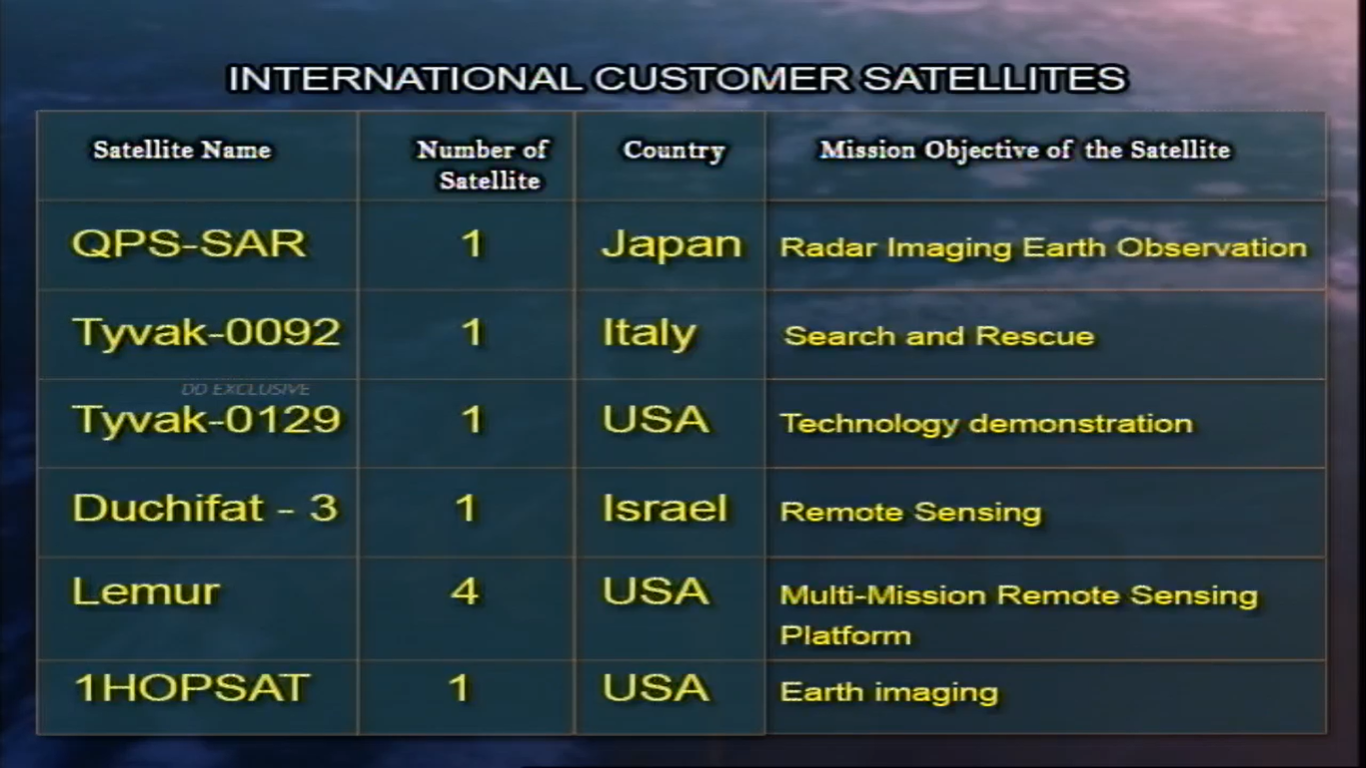 INTERNATIONAL CUSTOMER SATELLITES
Satellite Name Number of Satellite Country Mission Objective of the Satellite
QPS-SAR 1 Japan Radar Imaging Earth Observation
Tyvak-0092 1 Italy Search and Rescue
DD EXCLUSIVE
Tyvak-0129 1 USA Technology demonstration
Duchifat - 3 1 Israel Remote Sensing
Lemur 4 USA Multi-Mission Remote Sensing Platform
1HOPSAT 1 USA Earth imaging